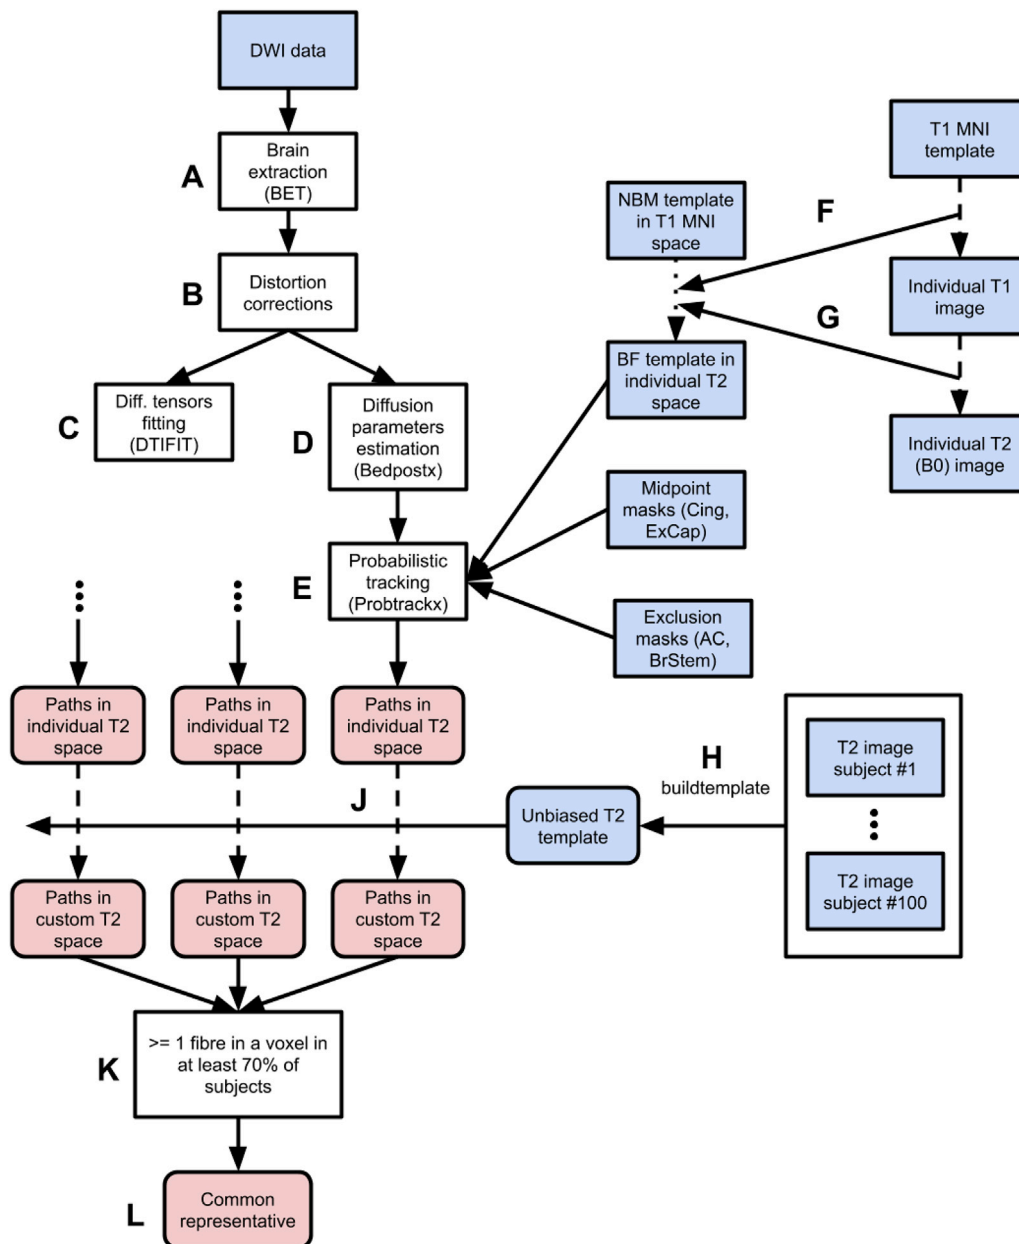 DWI data
A
Brain
extraction
(BET)
B
Distortion
corrections
C
Diff. tensors
fitting
(DTIFIT)
D
Diffusion
parameters
estimation
(Bedpostx)
E
Probabilistic
tracking
(Probtrackx)
T1 MNI
template
NBM template
in T1 MNI
space
F
Individual T1
image
G
BF template in
individual T2
space
Individual T2
(B0) image
Midpoint
masks (Cing,
ExCap)
Exclusion
masks (AC,
BrStem)
Paths in
individual T2
space
Paths in
individual T2
space
Paths in
individual T2
space
H
buildtemplate
T2 image
subject #1
T2 image
subject #100
Unbiased T2
template
J
Paths in
custom T2
space
Paths in
custom T2
space
Paths in
custom T2
space
K
>= 1 fibre in a voxel in
at least 70% of
subjects
L
Common
representative